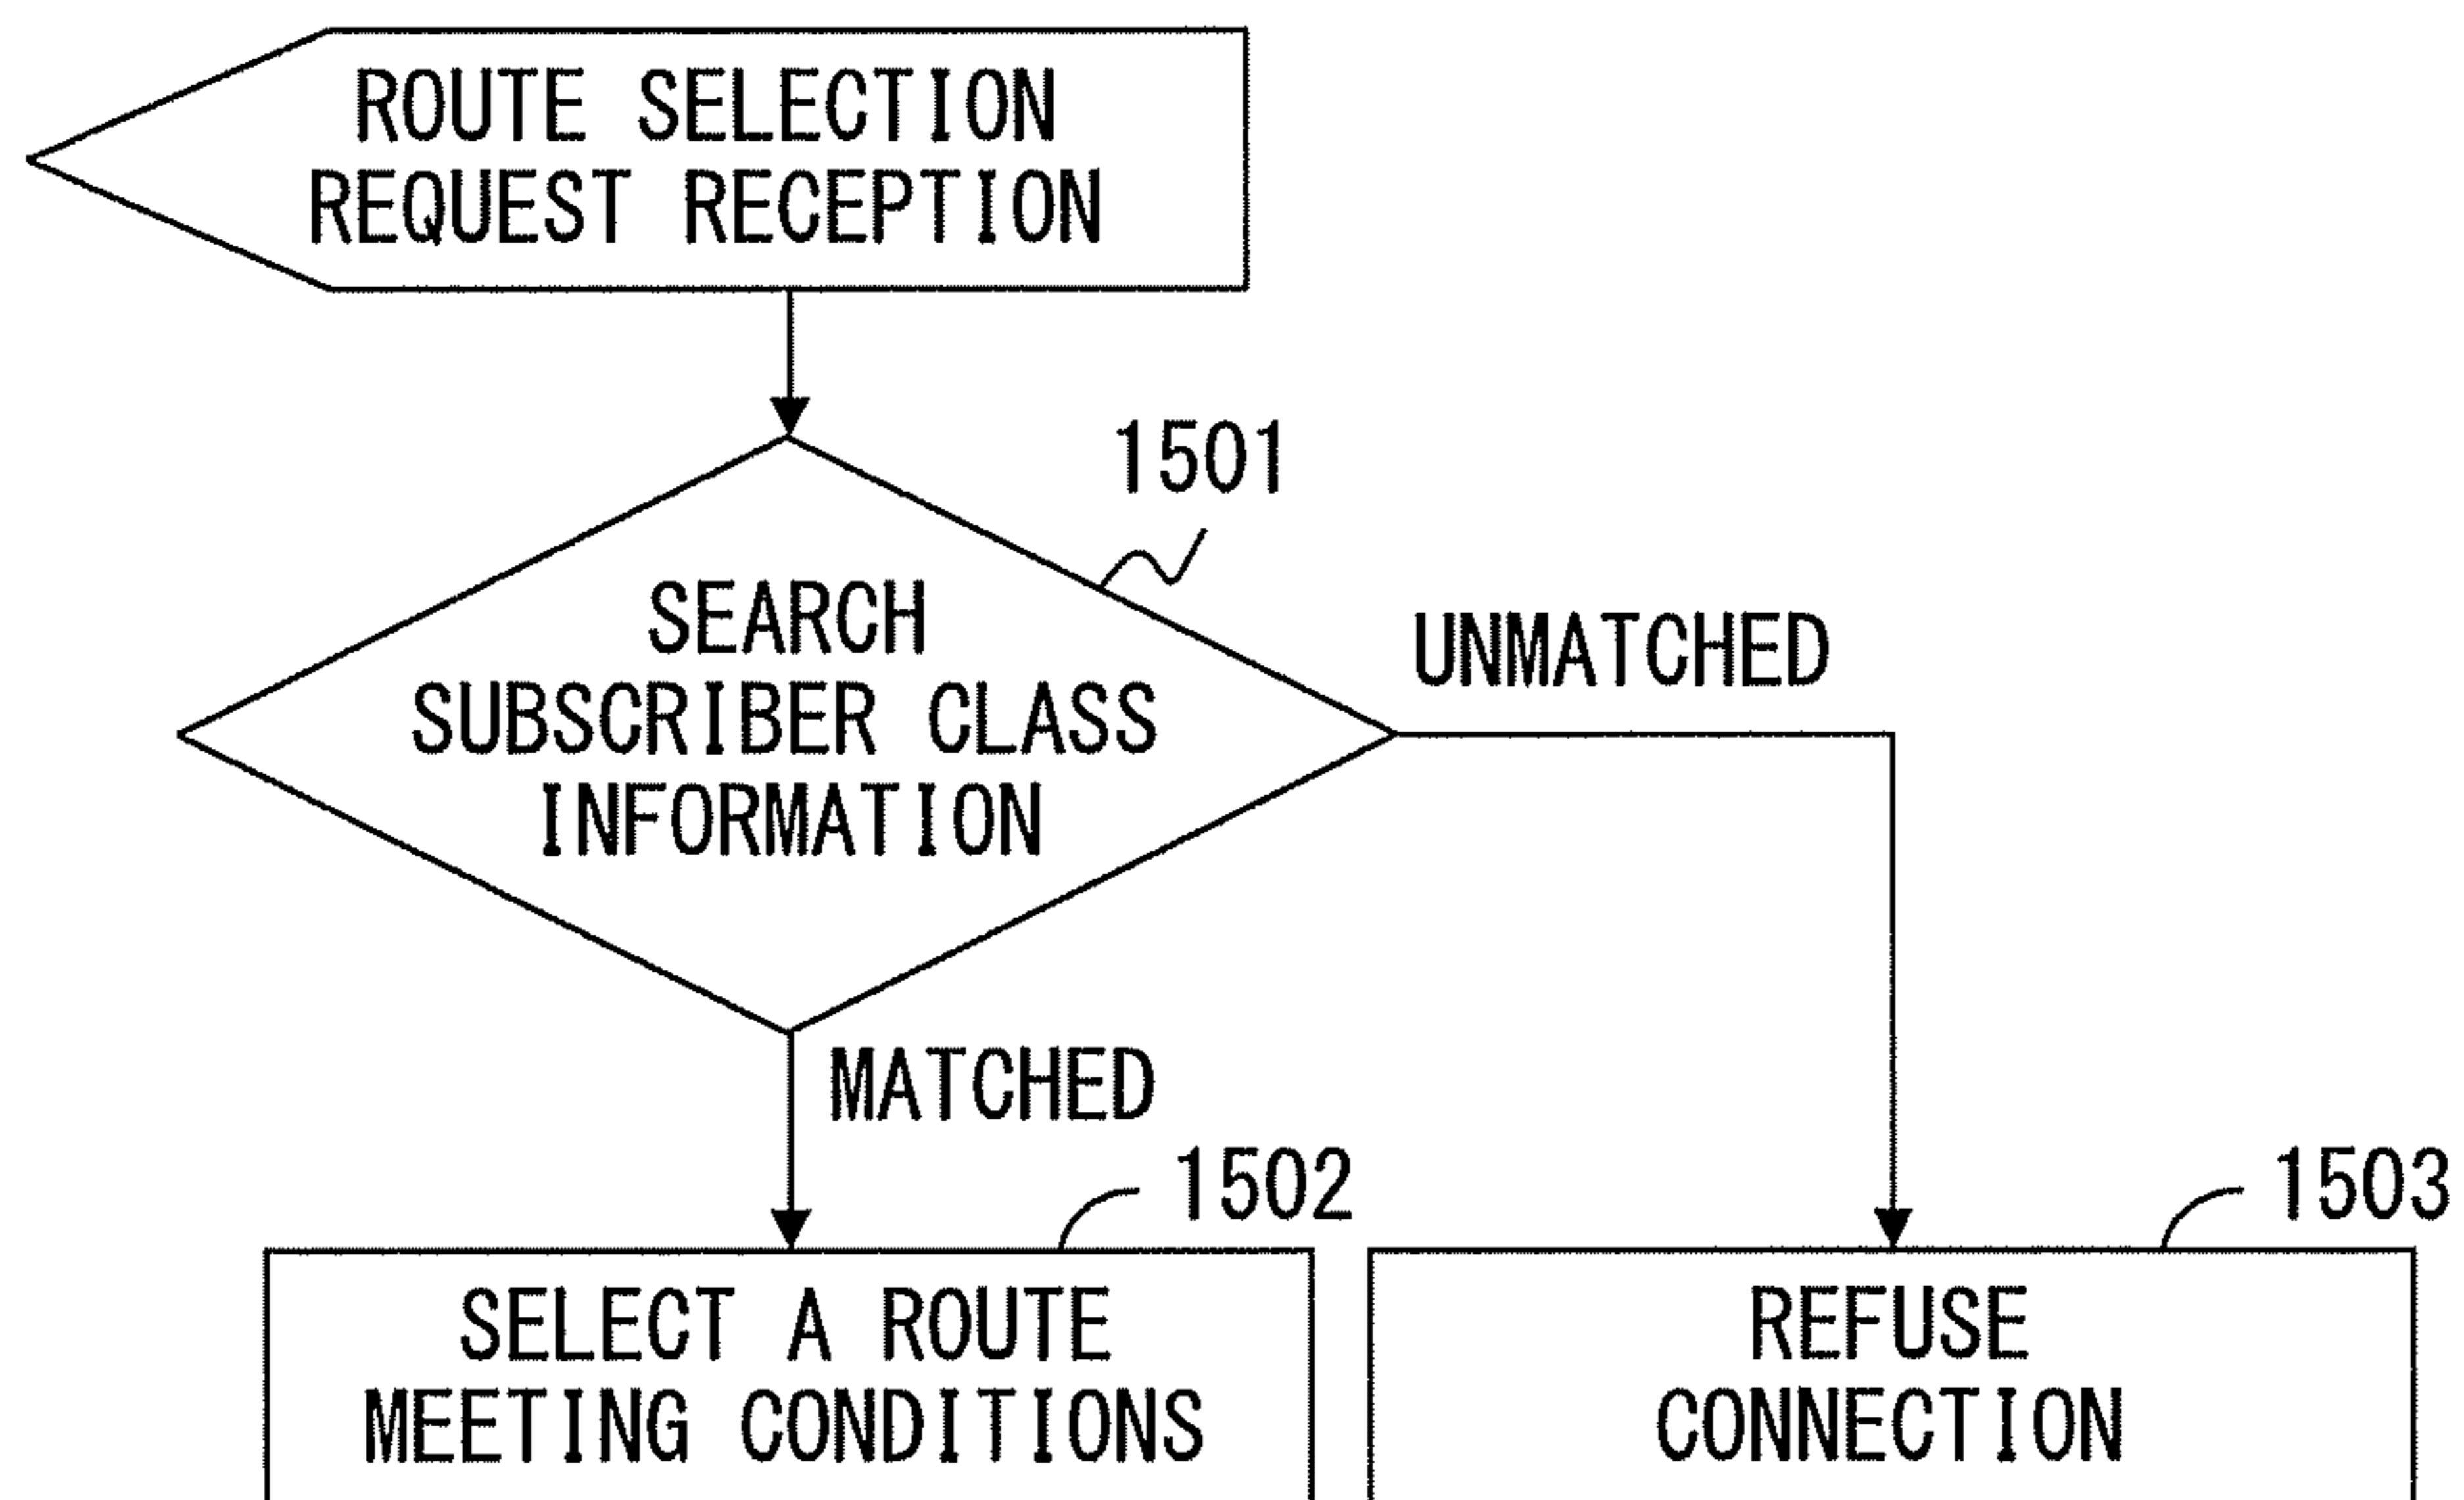 ROUTE SELECTION
REQUEST RECEPTION
1501
SEARCH
SUBSCRIBER CLASS
INFORMATION
UNMATCHED
MATCHED
1502
1503
SELECT A ROUTE
MEETING CONDITIONS
REFUSE
CONNECTION